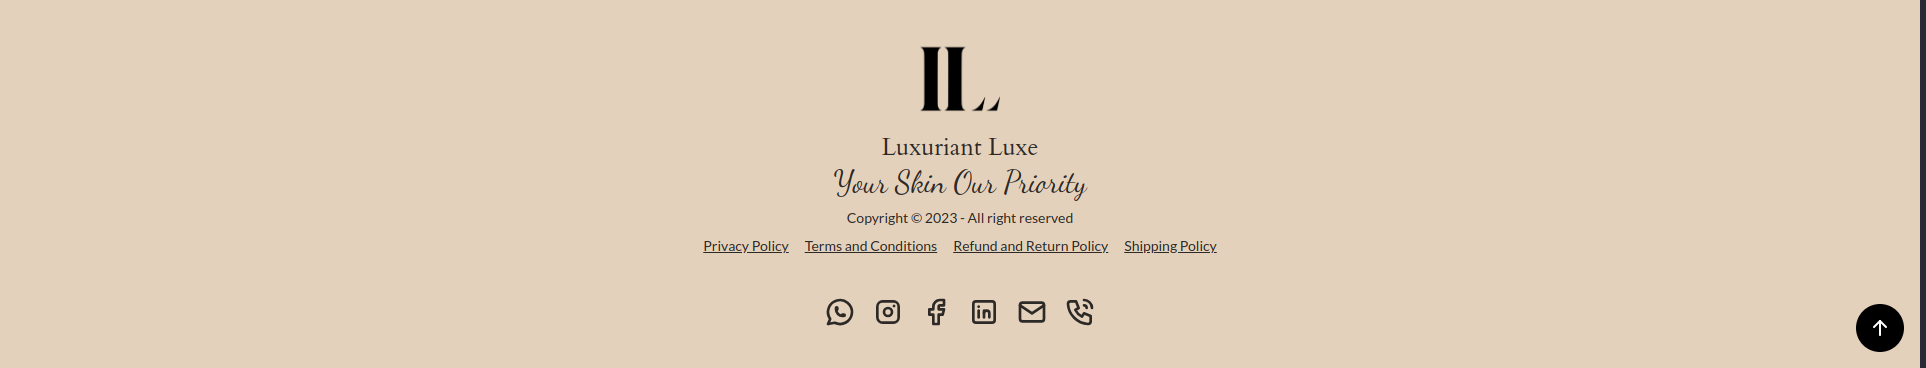 Luxuriant Luxe
Your Skin Our Priority
Copyright © 2023 - All right reserved
Privacy Policy Terms and Conditions Refund and Return Policy Shipping Policy